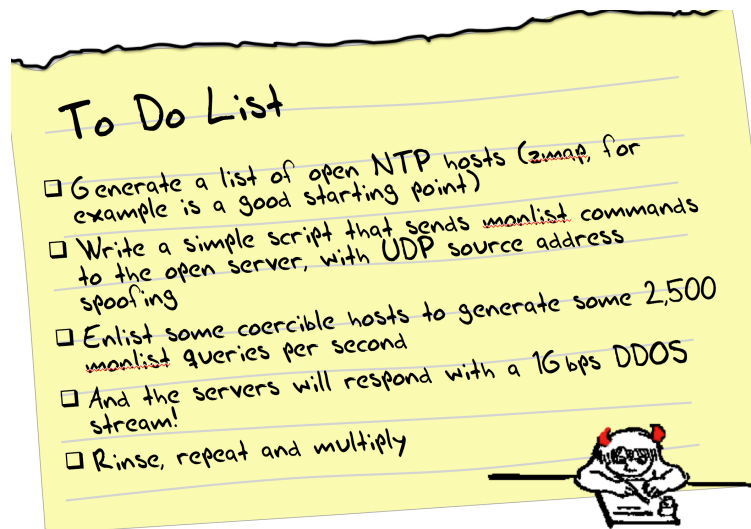 To Do List
Generate a list of open NTP hosts (zmap, for
example is a good starting point)
Write a simple script that sends monlist commands
to the open server, with UDP source address
spoofing
Enlist some coercible hosts to generate some 2,500
monlist queries per second
And the servers will respond with a 1Gbps DDOS
stream!
Rinse, repeat and multiply